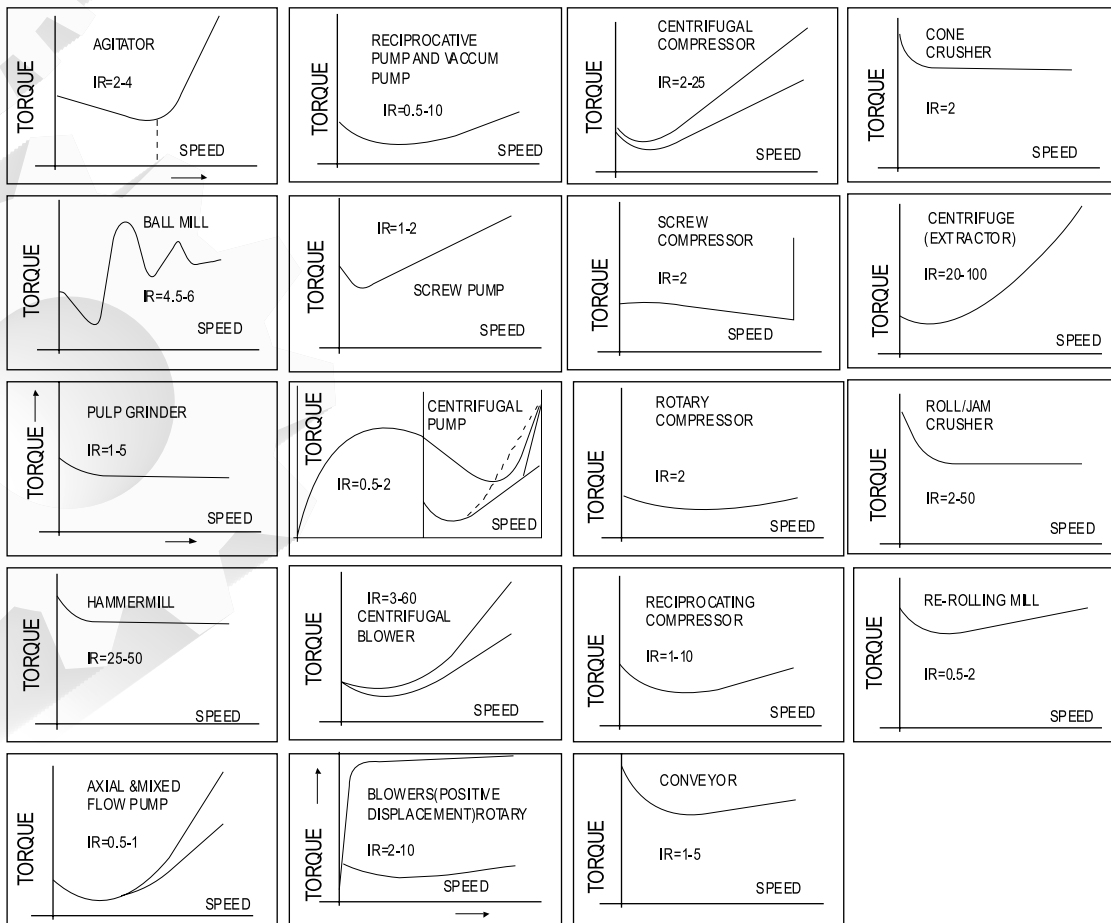 TORQUE
AGITATOR
IR=2-4
SPEED
TORQUE
RECIPROCATIVE
PUMP AND VACCUM
PUMP
IR=0.5-10
SPEED
TORQUE
CENTRIFUGAL
COMPRESSOR
IR=2-25
SPEED
TORQUE
CONE
CRUSHER
IR=2
TORQUE
BALL MILL
IR=4.5-6
SPEED
TORQUE
IR=1-2
SCREW PUMP
SPEED
TORQUE
SCREW
COMPRESSOR
IR=2
SPEED
TORQUE
CENTRIFUGE
(EXTRACTOR)
IR=20-100
SPEED
TORQUE
PULP GRINDER
IR=1-5
SPEED
TORQUE
CENTRIFUGAL
PUMP
IR=0.5-2
SPEED
TORQUE
ROTARY
COMPRESSOR
IR=2
SPEED
TORQUE
ROLL/JAM
CRUSHER
IR=2-50
SPEED
TORQUE
HAMMERMILL
IR=25-50
SPEED
TORQUE
IR=3-60
CENTRIFUGAL
BLOWER
SPEED
TORQUE
RECIPROCATING
COMPRESSOR
IR=1-10
SPEED
TORQUE
RE-ROLLING MILL
IR=0.5-2
SPEED
TORQUE
AXIAL &MIXED
FLOW PUMP
IR=0.5-1
SPEED
TORQUE
BLOWERS(POSITIVE
DISPLACEMENT)ROTARY
IR=2-10
SPEED
TORQUE
CONVEYOR
IR=1-5
SPEED